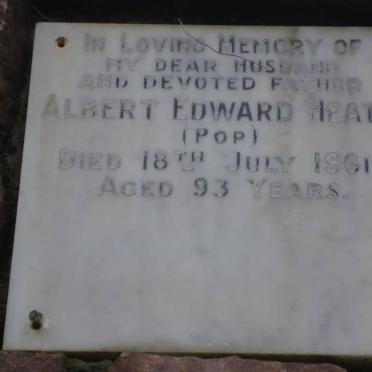 In Loving Memory of
my dear husband
and devoted father
Albert Edward Heat
(Pop)
Died 18th July 1961
Aged 93 Years.